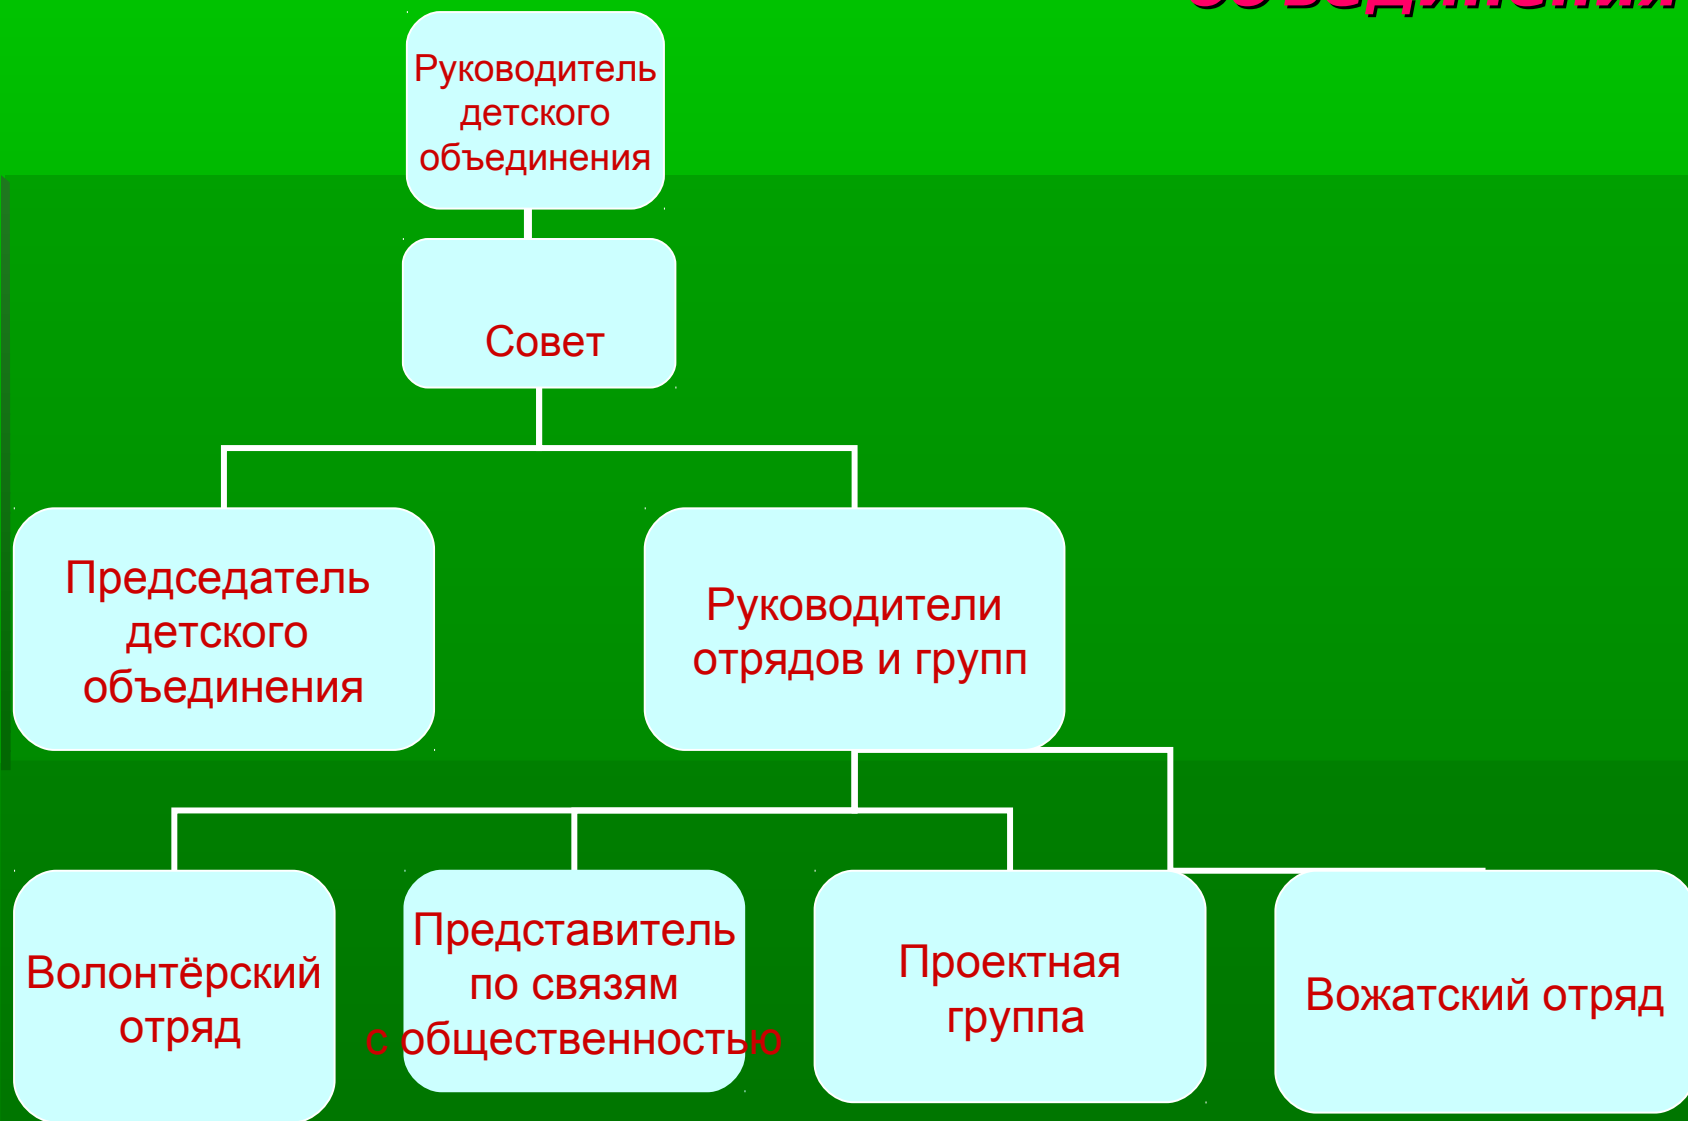 объединения
Руководитель
детского
объединения
Совет
Председатель
детского
объединения
Руководители
отрядов и групп
Волонтёрский
отряд
Представитель
по связям
с общественностью
Проектная
группа
Вожатский отряд